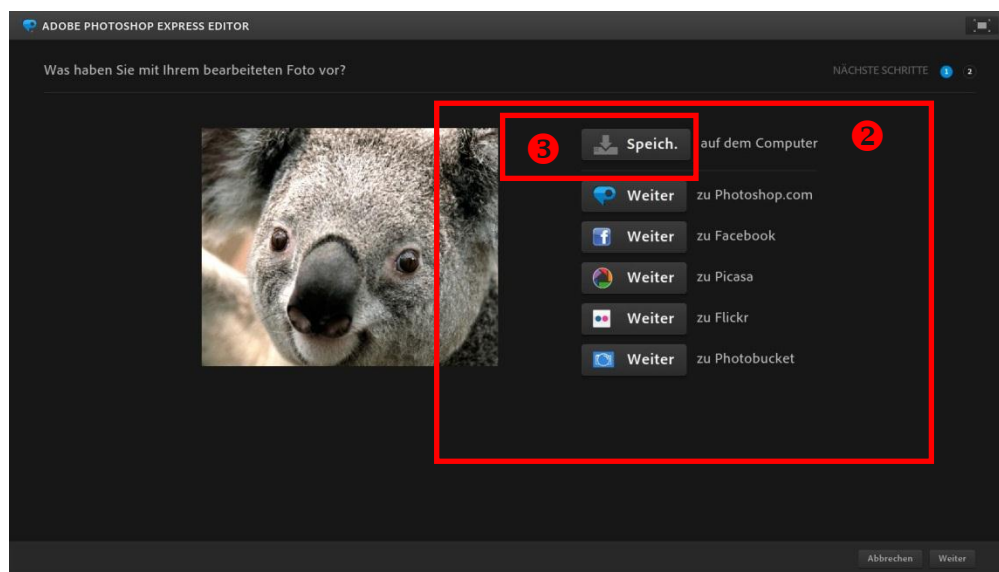 ADOBE PHOTOSHOP EXPRESS EDITOR
Was haben Sie mit Ihrem bearbeiteten Foto vor?
NÄCHSTE SCHRITTE 1 2
3 Speich. auf dem Computer 2
Weiter zu Photoshop.com
Weiter zu Facebook
Weiter zu Picasa
Weiter zu Flickr
Weiter zu Photobucket
Abbrechen Weiter